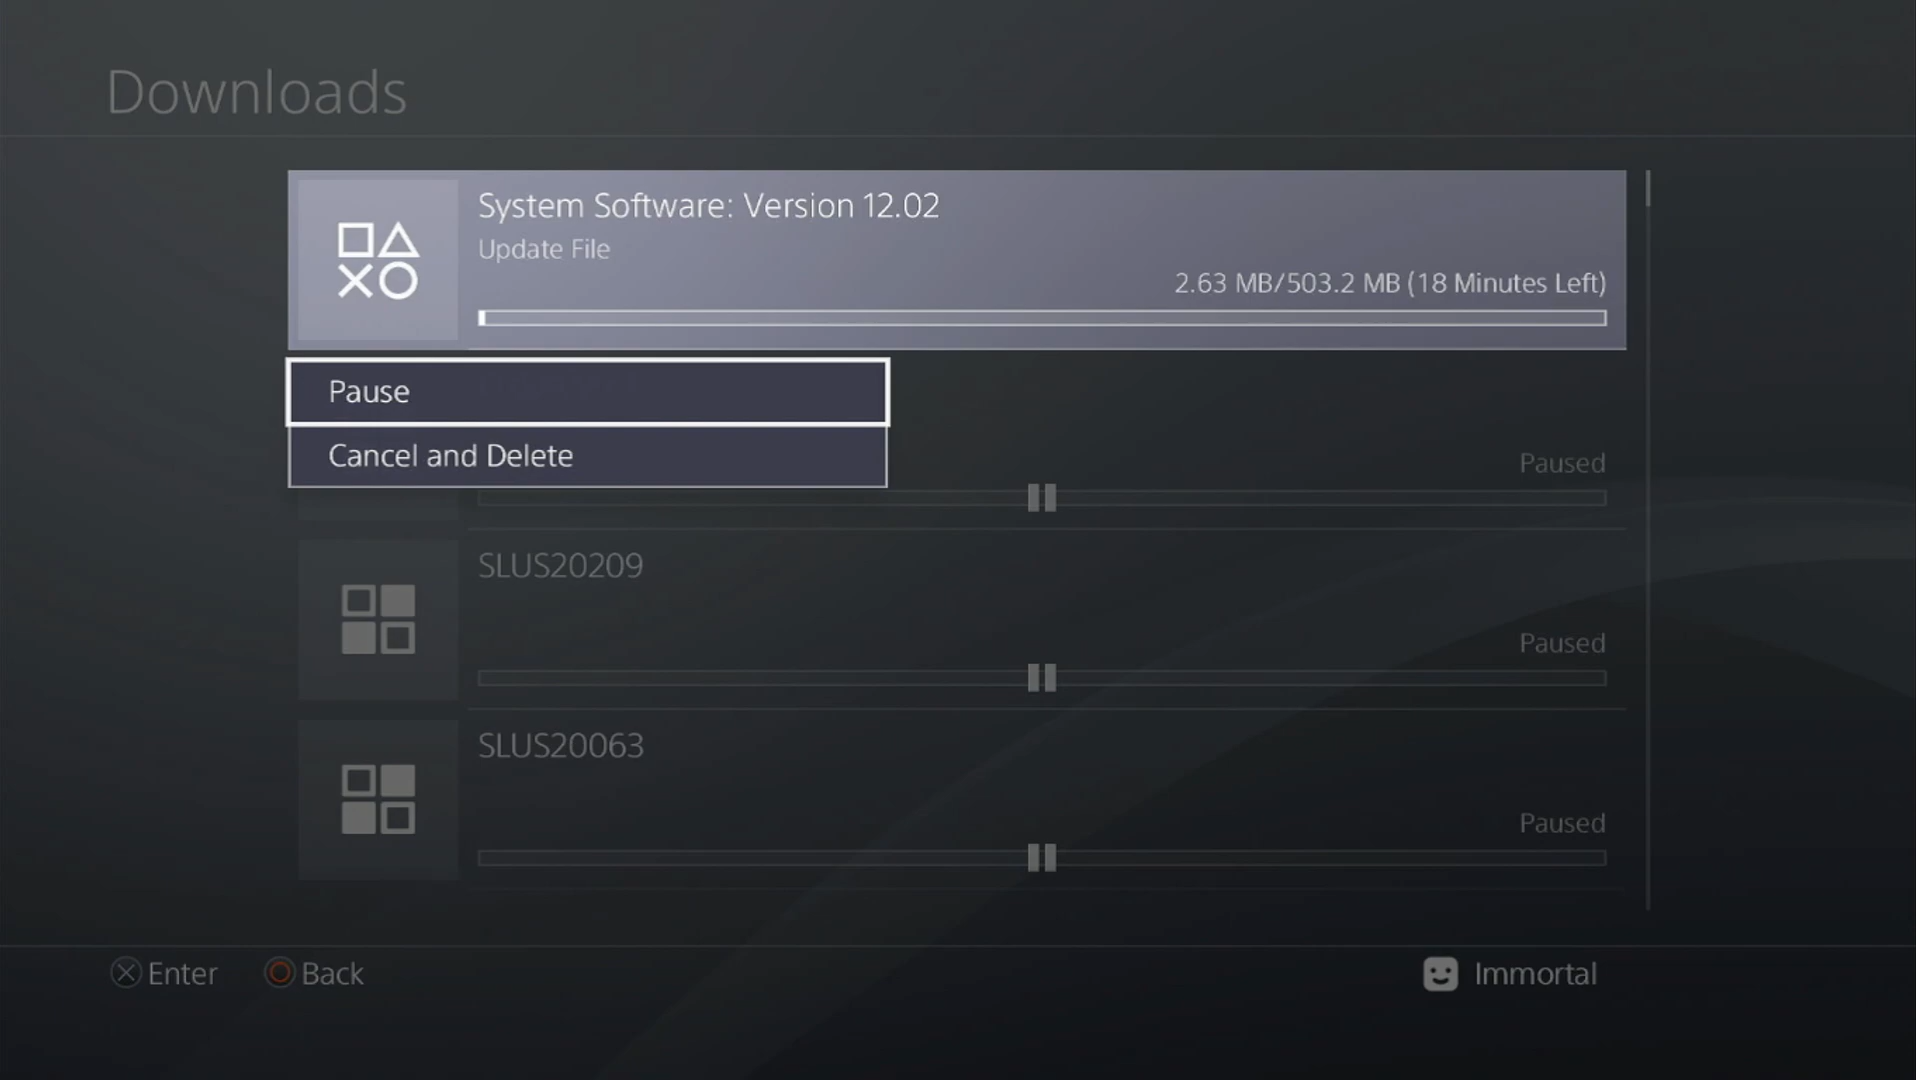 Downloads
System Software: Version 12.02
Update File
2.63 MB/503.2 MB (18 Minutes Left)
Pause
Cancel and Delete
Paused
SLUS20209
Paused
SLUS20063
Paused
Enter
Back
Immortal